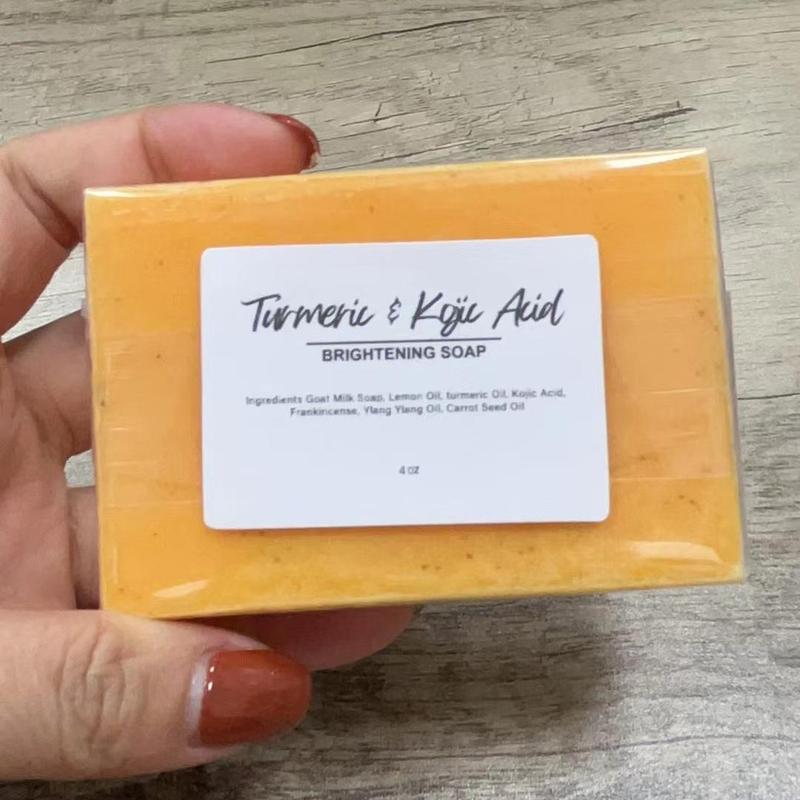 Turmeric & Kojic Acid
BRIGHTENING SOAP
Ingredients Goat Milk Soap, Lemon Oil, turmeric Oil, Kojic Acid,
Frankincense, Ylang Ylang Oil, Carrot Seed Oil
4 oz